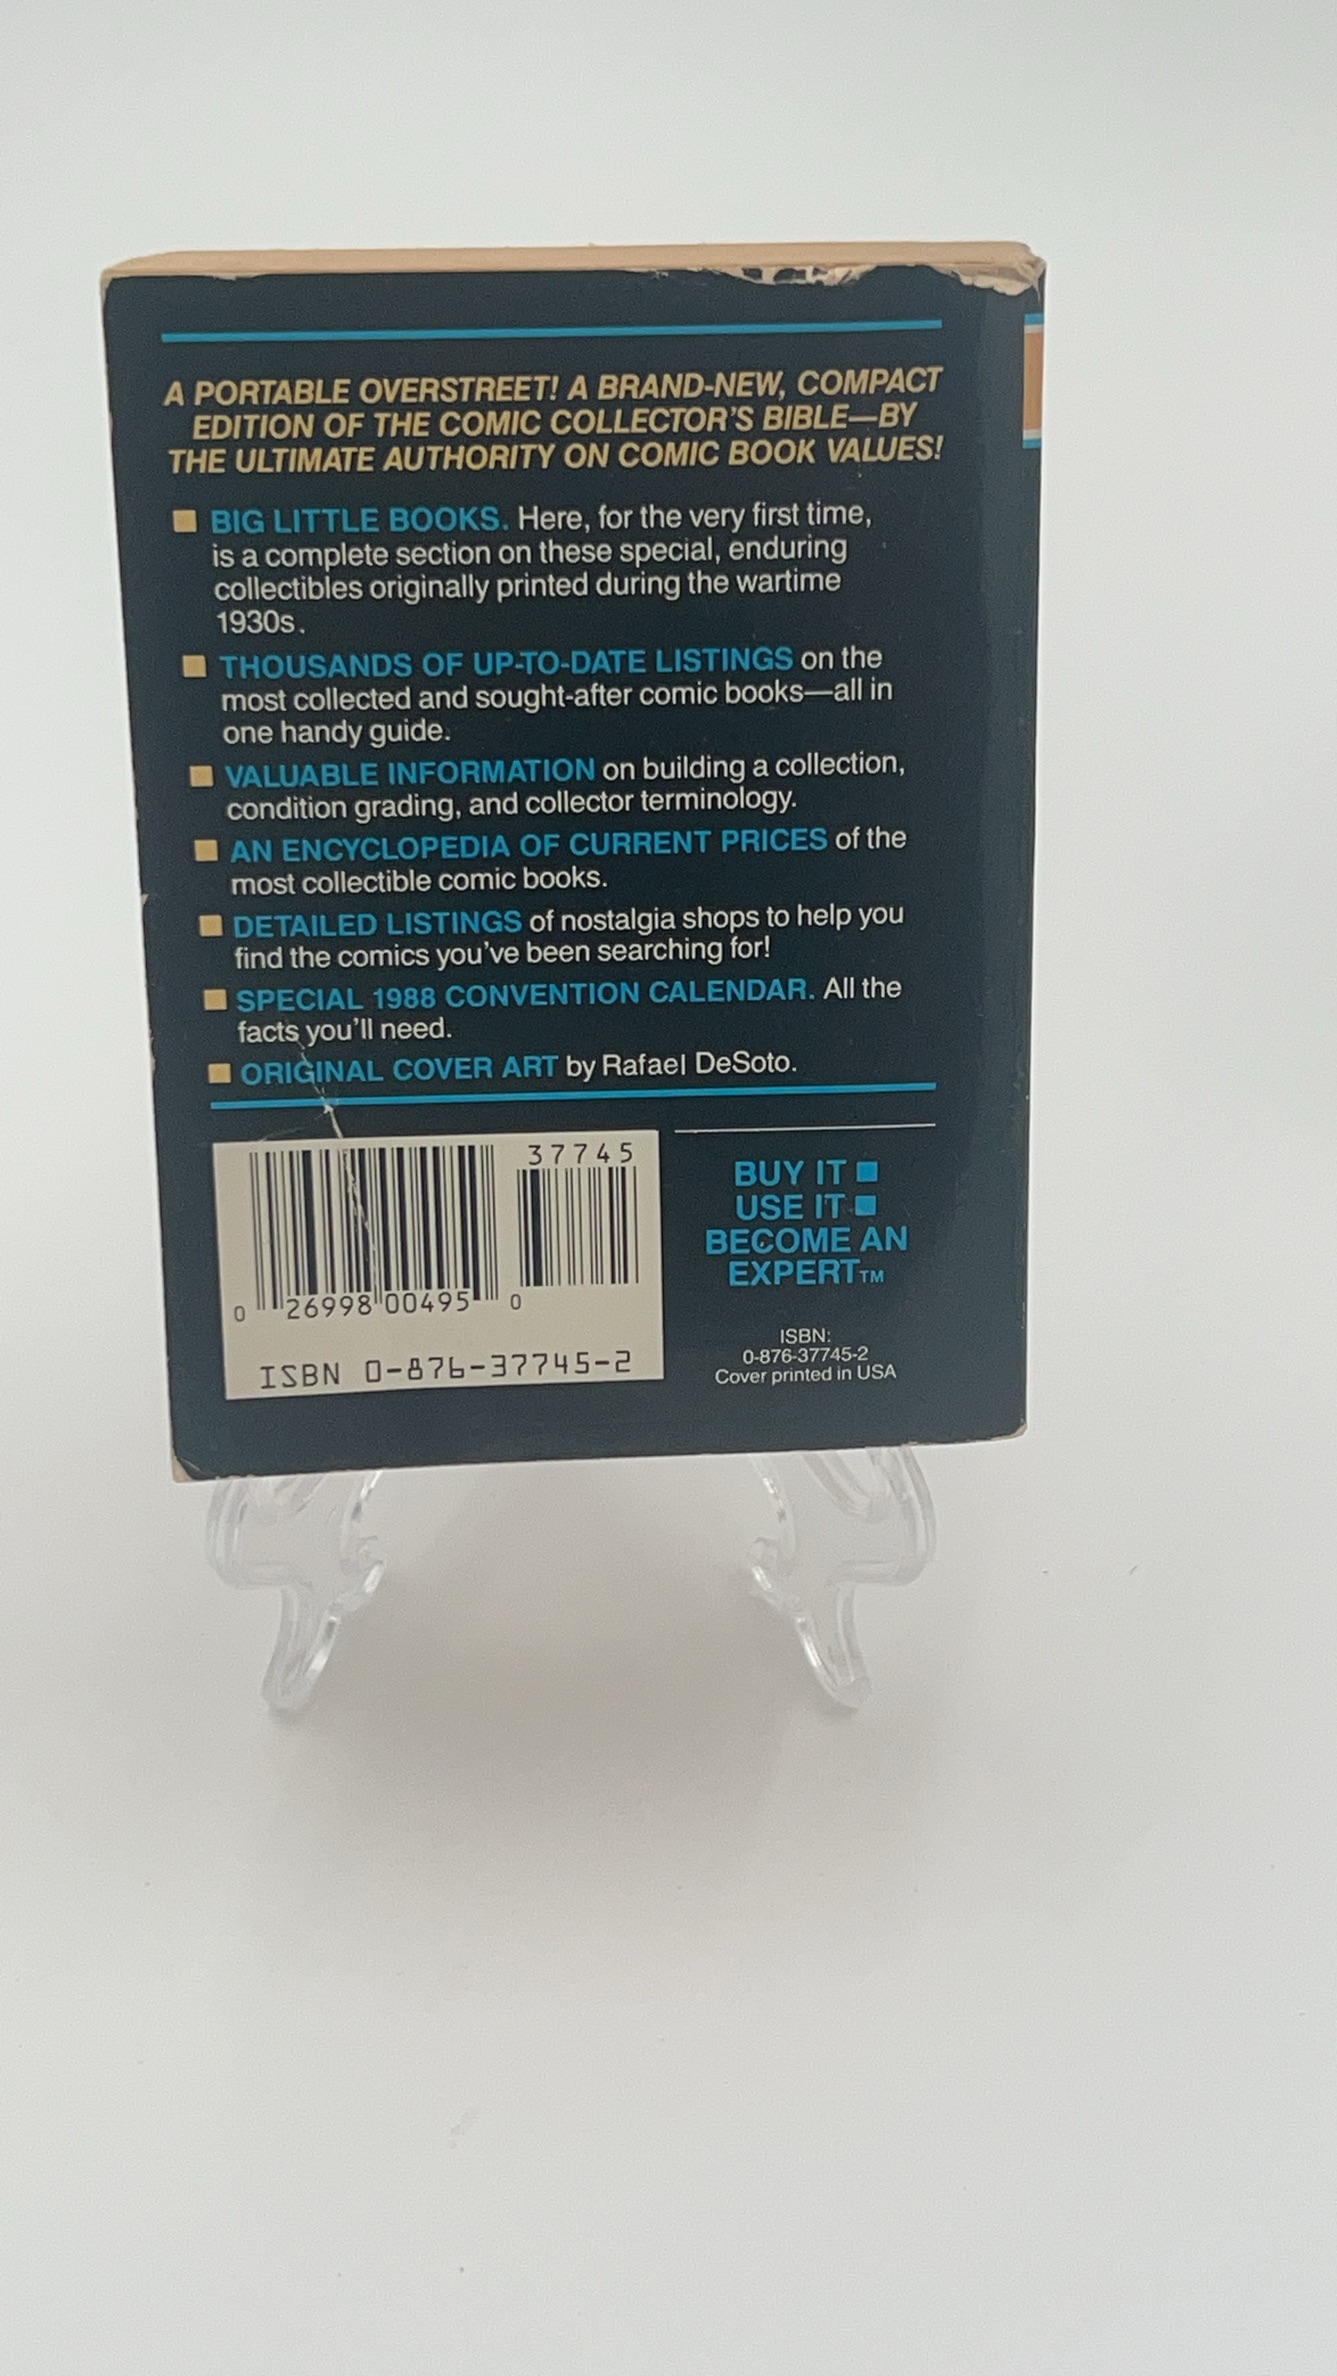 A PORTABLE OVERSTREET! A BRAND-NEW, COMPACT
EDITION OF THE COMIC COLLECTOR'S BIBLE—BY
THE ULTIMATE AUTHORITY ON COMIC BOOK VALUES!
■ BIG LITTLE BOOKS. Here, for the very first time,
is a complete section on these special, enduring
collectibles originally printed during the wartime
1930s.
■ THOUSANDS OF UP-TO-DATE LISTINGS on the
most collected and sought-after comic books—all in
one handy guide.
■ VALUABLE INFORMATION on building a collection,
condition grading, and collector terminology.
■ AN ENCYCLOPEDIA OF CURRENT PRICES of the
most collectible comic books.
■ DETAILED LISTINGS of nostalgia shops to help you
find the comics you've been searching for!
■ SPECIAL 1988 CONVENTION CALENDAR. All the
facts you'll need.
■ ORIGINAL COVER ART by Rafael DeSoto.
37745
0 26998 00495 0
ISBN 0-876-37745-2
BUY IT ■
USE IT ■
BECOME AN
EXPERT™
ISBN:
0-876-37745-2
Cover printed in USA